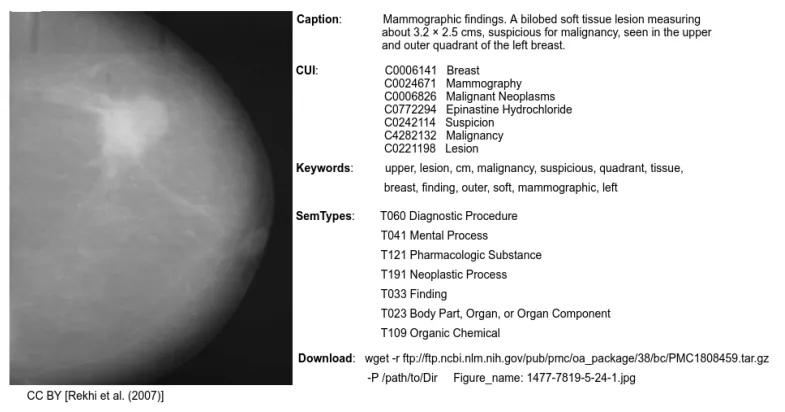 Caption: Mammographic findings. A bilobed soft tissue lesion measuring
about 3.2 × 2.5 cms, suspicious for malignancy, seen in the upper
and outer quadrant of the left breast.
CUI: C0006141 Breast
C0024671 Mammography
C0006826 Malignant Neoplasms
C0772294 Epinastine Hydrochloride
C0242114 Suspicion
C4282132 Malignancy
C0221198 Lesion
Keywords: upper, lesion, cm, malignancy, suspicious, quadrant, tissue,
breast, finding, outer, soft, mammographic, left
SemTypes: T060 Diagnostic Procedure
T041 Mental Process
T121 Pharmacologic Substance
T191 Neoplastic Process
T033 Finding
T023 Body Part, Organ, or Organ Component
T109 Organic Chemical
Download: wget -r ftp://ftp.ncbi.nlm.nih.gov/pub/pmc/oa_package/38/bc/PMC1808459.tar.gz
-P /path/to/Dir Figure_name: 1477-7819-5-24-1.jpg
CC BY [Rekhi et al. (2007)]